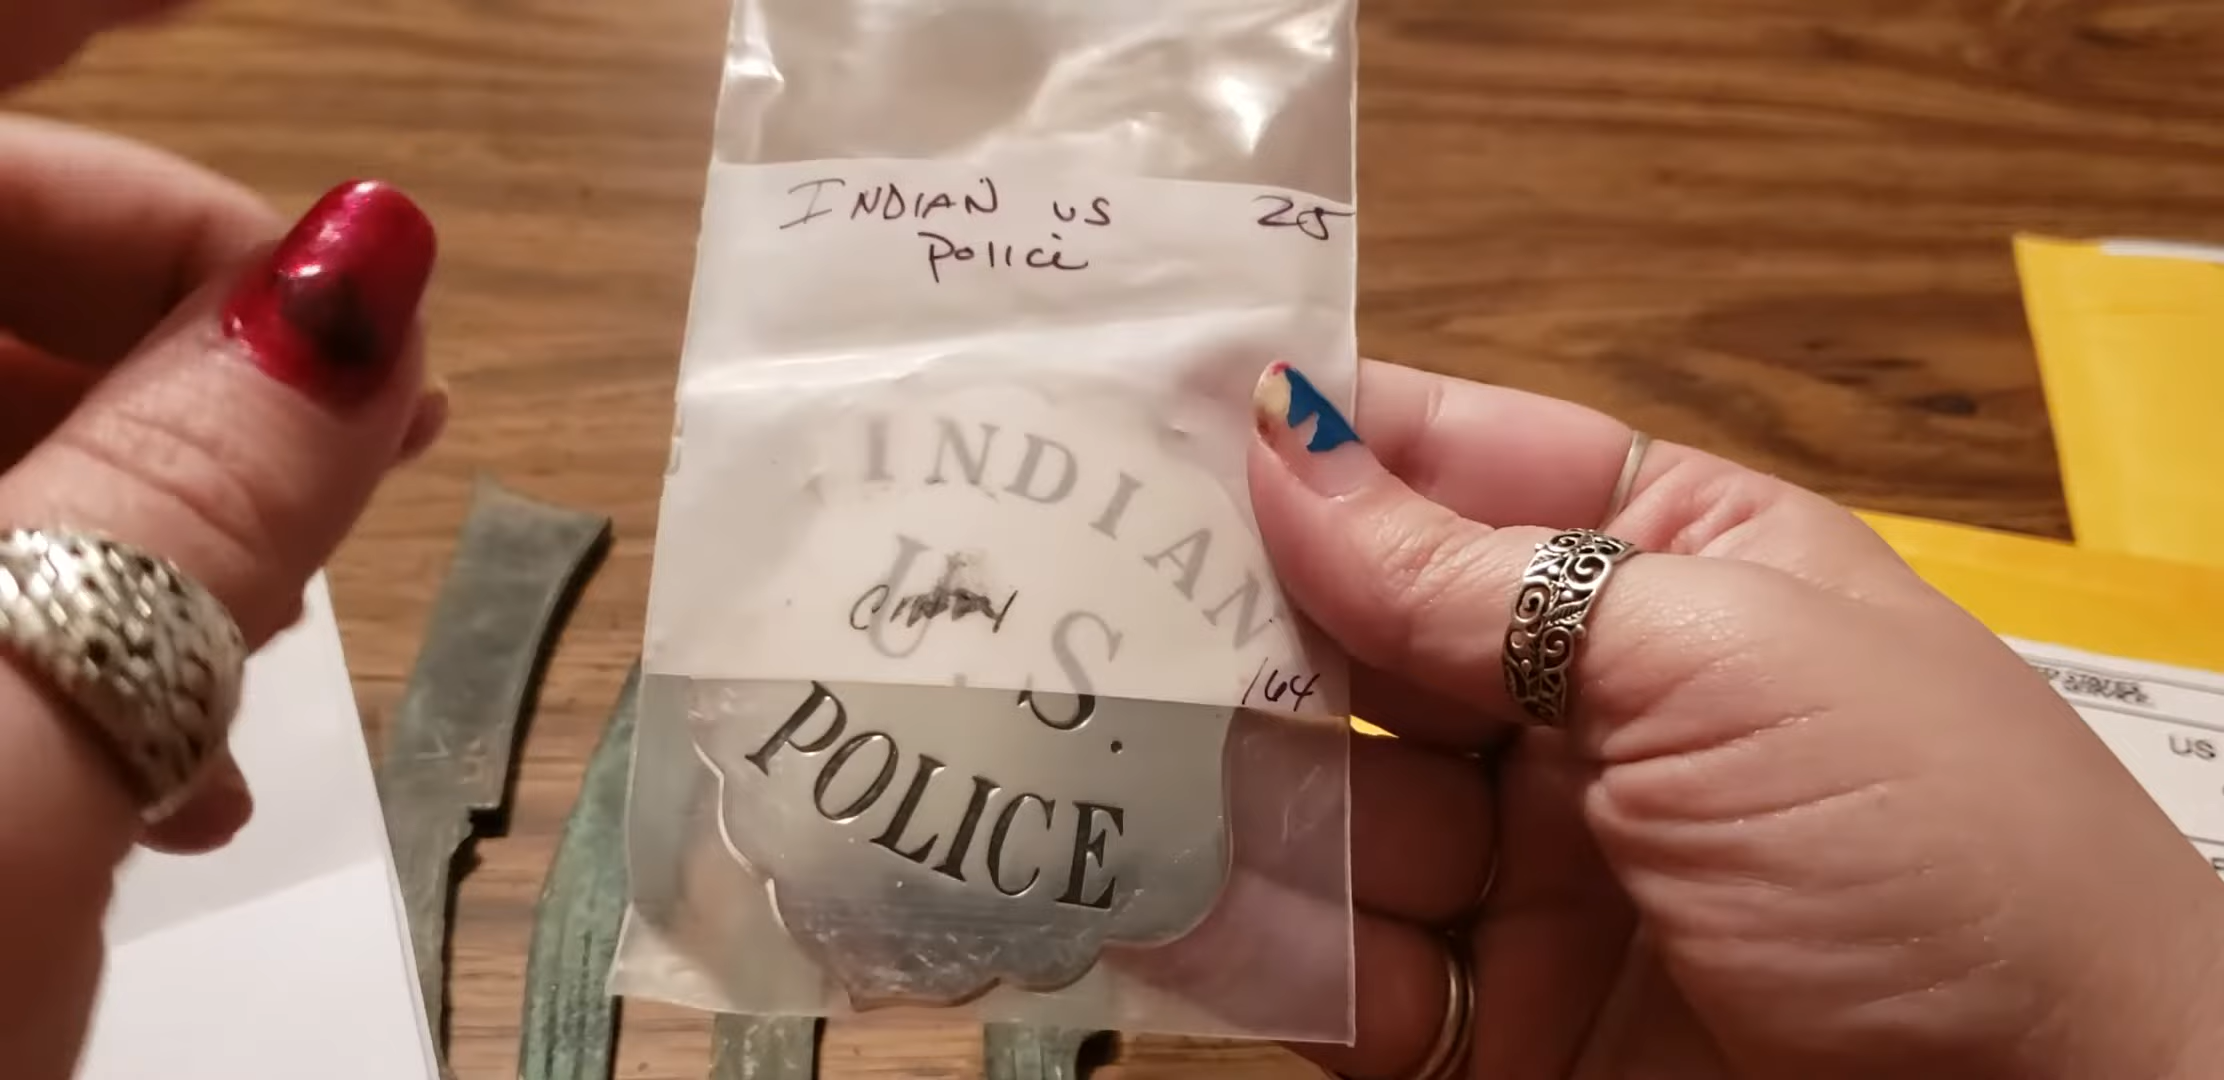 INDIAN US 25
Police
INDIAN
U.S.
164
POLICE
US